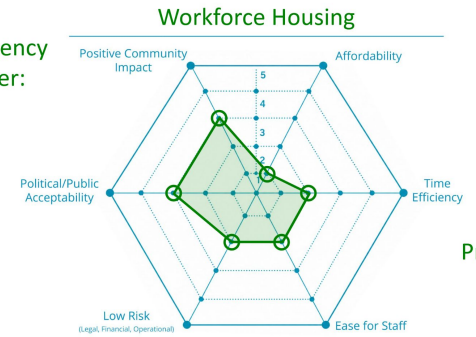 Workforce Housing
ency
er:
Positive Community
Impact
Affordability
5
4
3
2
Political/Public
Acceptability
Time
Efficiency
P
Low Risk
(Legal, Financial, Operational)
Ease for Staff